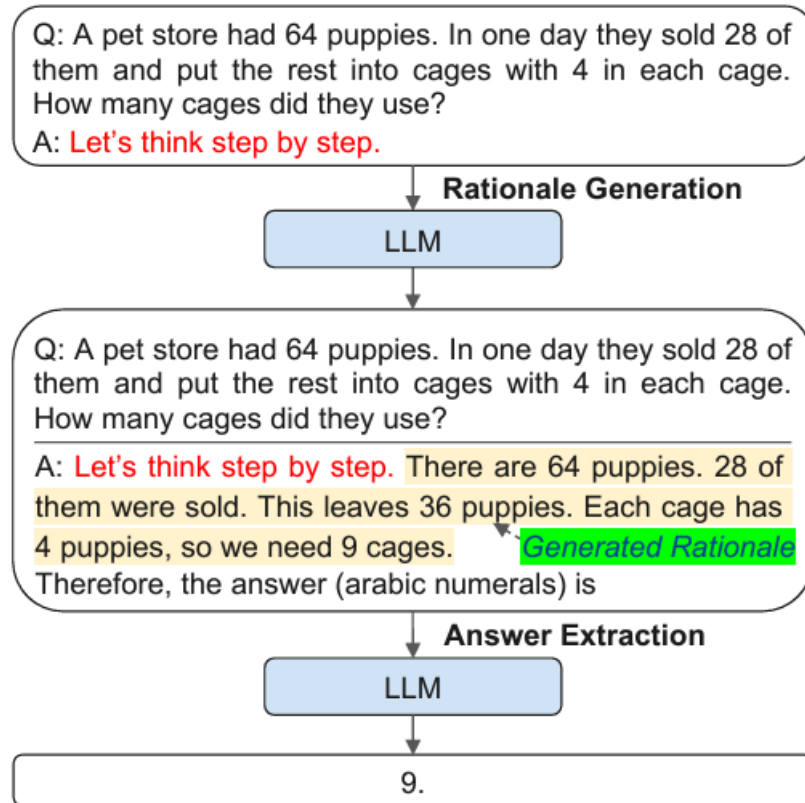 Q: A pet store had 64 puppies. In one day they sold 28 of
them and put the rest into cages with 4 in each cage.
How many cages did they use?
A: Let’s think step by step.
Rationale Generation
LLM
Q: A pet store had 64 puppies. In one day they sold 28 of
them and put the rest into cages with 4 in each cage.
How many cages did they use?
A: Let’s think step by step. There are 64 puppies. 28 of
them were sold. This leaves 36 puppies. Each cage has
4 puppies, so we need 9 cages. Generated Rationale
Therefore, the answer (arabic numerals) is
Answer Extraction
LLM
9.